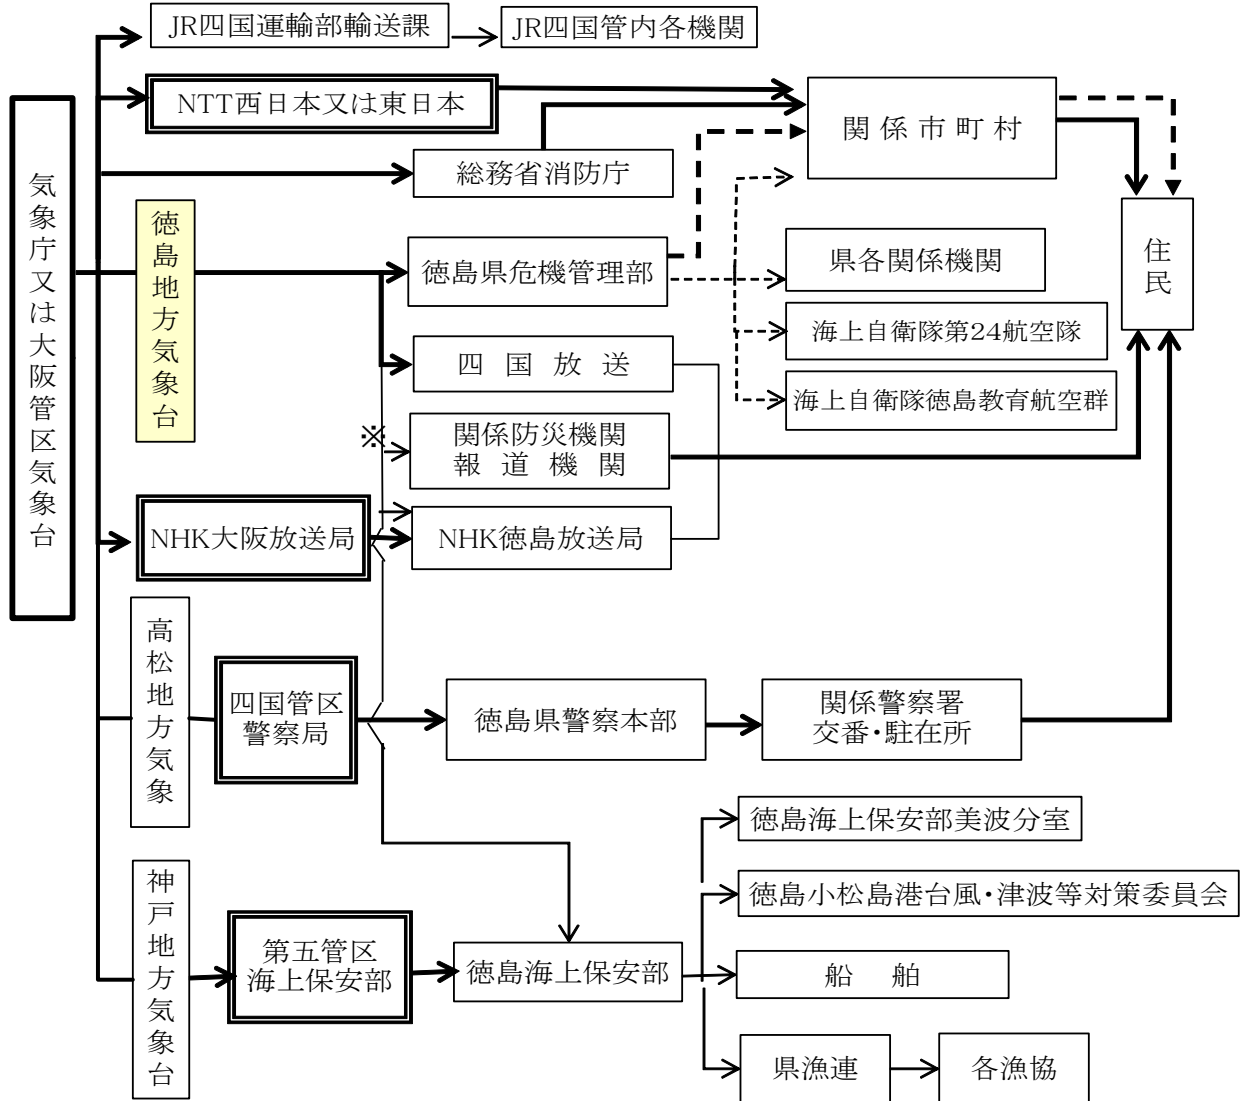 JR四国運輸部輸送課
JR四国管内各機関
NTT西日本又は東日本
関係市町村
総務省消防庁
気象庁又は大阪管区気象台
徳島地方気象台
徳島県危機管理部
県各関係機関
住民
海上自衛隊第24航空隊
四国放送
海上自衛隊徳島教育航空群
※
関係防災機関
報道機関
NHK大阪放送局
NHK徳島放送局
高松地方気象
四国管区
警察局
徳島県警察本部
関係警察署
交番・駐在所
徳島海上保安部美波分室
神戸地方気象台
徳島小松島港台風・津波等対策委員会
第五管区
海上保安部
徳島海上保安部
船舶
県漁連
各漁協